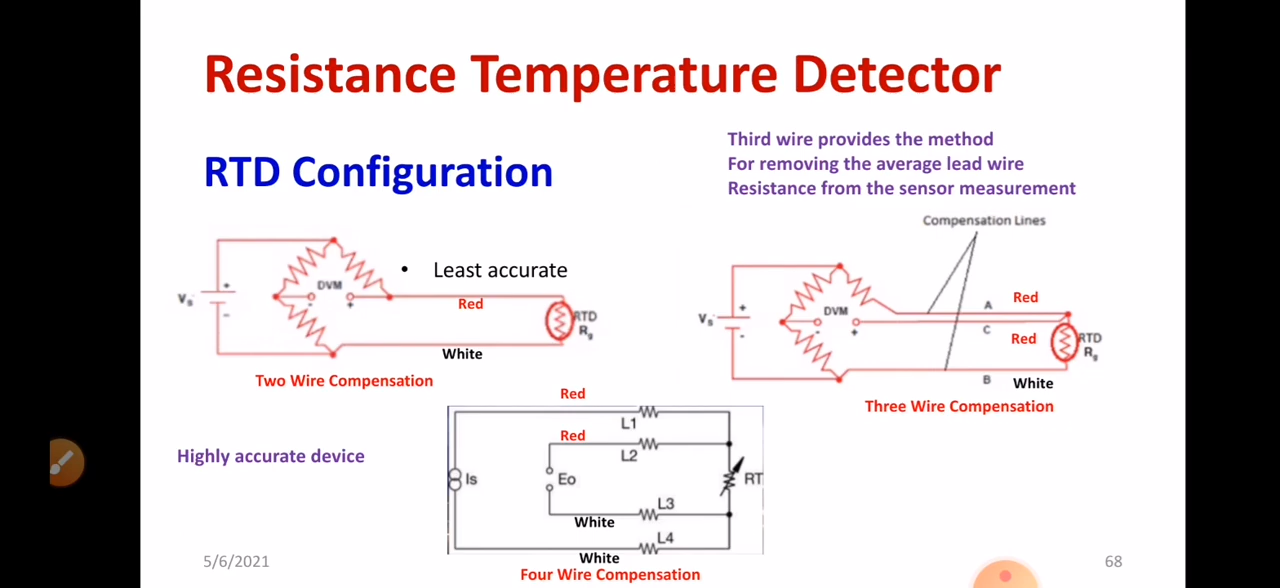 Resistance Temperature Detector
RTD Configuration
Third wire provides the method
For removing the average lead wire
Resistance from the sensor measurement
Vs
+
-
DVM
-
+
• Least accurate
Red
RTD
Rg
White
Two Wire Compensation
Compensation Lines
Vs
+
-
DVM
-
+
A
Red
C
Red
RTD
Rg
B
White
Three Wire Compensation
Highly accurate device
Red
L1
Red
L2
Is
Eo
RT
L3
White
L4
White
Four Wire Compensation
5/6/2021
68